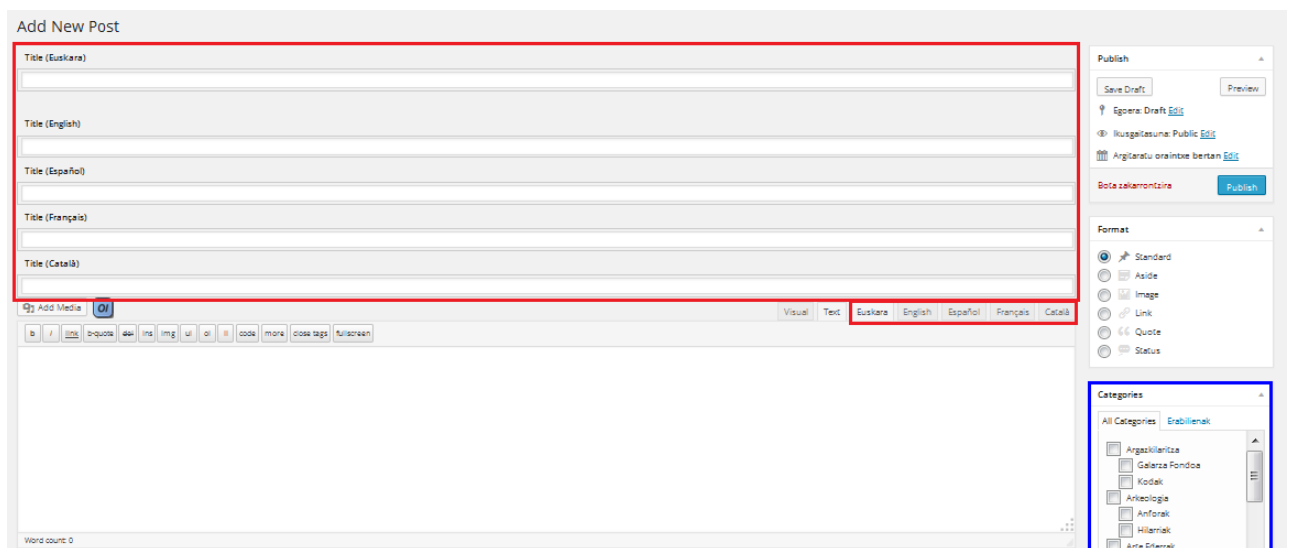 Add New Post
Title (Euskara)
Title (English)
Title (Español)
Title (Français)
Title (Català)
Add Media OI
Visual Text Euskara English Español Français Català
b i link b-quote del ins img ul ol li code more close tags fullscreen
Word count: 0
Publish
Save Draft Preview
Egoera: Draft Edit
Ikusgaitasuna: Public Edit
Argitaratu oraintxe bertan Edit
Bota zakarrontzira Publish
Format
Standard
Aside
Image
Link
Quote
Status
Categories
All Categories Erabilienak
Argazkilaritza
Galarza Fondoa
Kodak
Arkeologia
Anforak
Hilarriak
Arte Ederrak